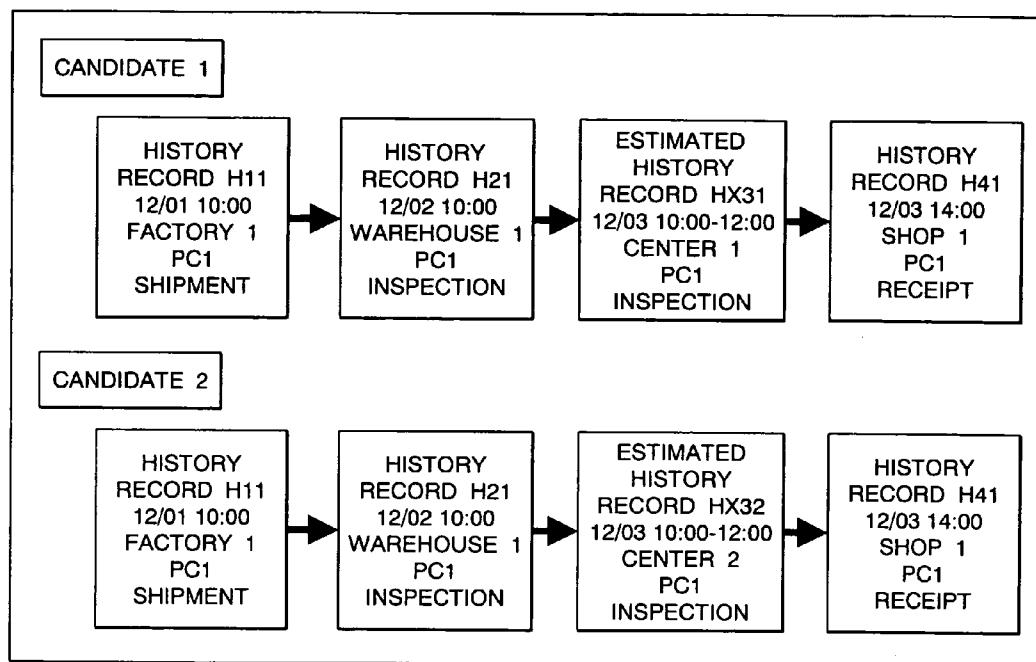 CANDIDATE 1
HISTORY
RECORD H11
12/01 10:00
FACTORY 1
PC1
SHIPMENT
HISTORY
RECORD H21
12/02 10:00
WAREHOUSE 1
PC1
INSPECTION
ESTIMATED
HISTORY
RECORD HX31
12/03 10:00-12:00
CENTER 1
PC1
INSPECTION
HISTORY
RECORD H41
12/03 14:00
SHOP 1
PC1
RECEIPT
CANDIDATE 2
HISTORY
RECORD H11
12/01 10:00
FACTORY 1
PC1
SHIPMENT
HISTORY
RECORD H21
12/02 10:00
WAREHOUSE 1
PC1
INSPECTION
ESTIMATED
HISTORY
RECORD HX32
12/03 10:00-12:00
CENTER 2
PC1
INSPECTION
HISTORY
RECORD H41
12/03 14:00
SHOP 1
PC1
RECEIPT